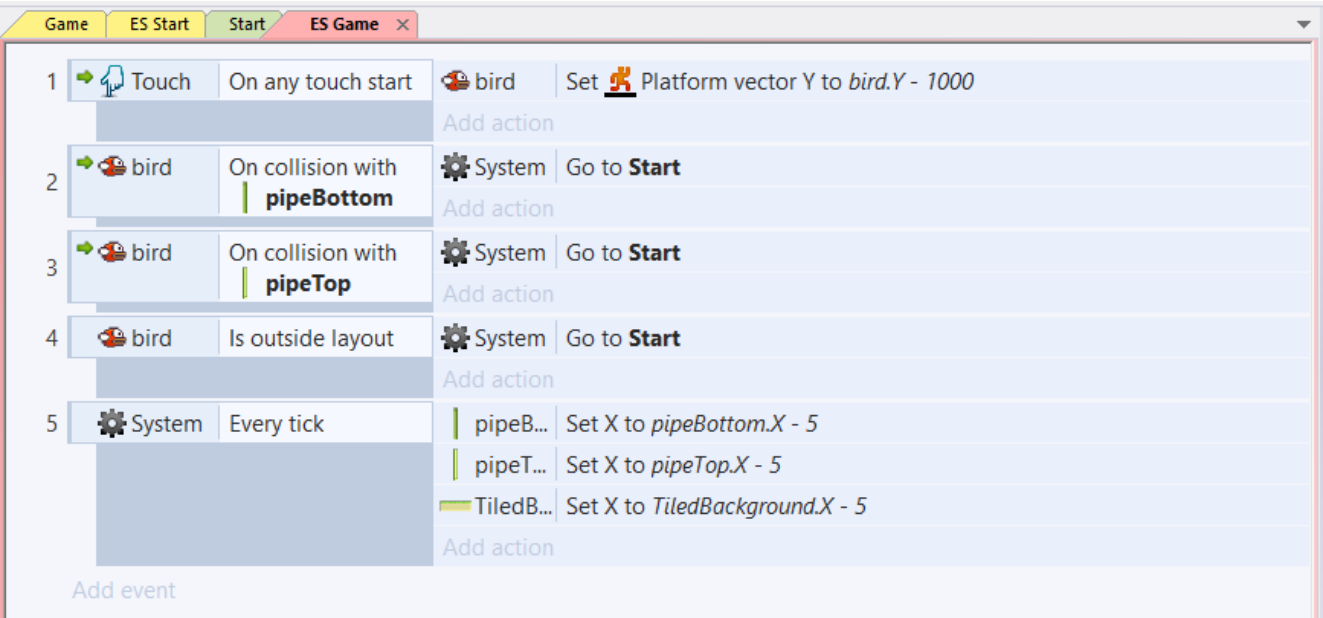 Game ES Start Start ES Game
1 Touch On any touch start bird Set Platform vector Y to bird.Y - 1000
Add action
2 bird On collision with pipeBottom System Go to Start
Add action
3 bird On collision with pipeTop System Go to Start
Add action
4 bird Is outside layout System Go to Start
Add action
5 System Every tick pipeB... Set X to pipeBottom.X - 5
pipeT... Set X to pipeTop.X - 5
TiledB... Set X to TiledBackground.X - 5
Add action
Add event